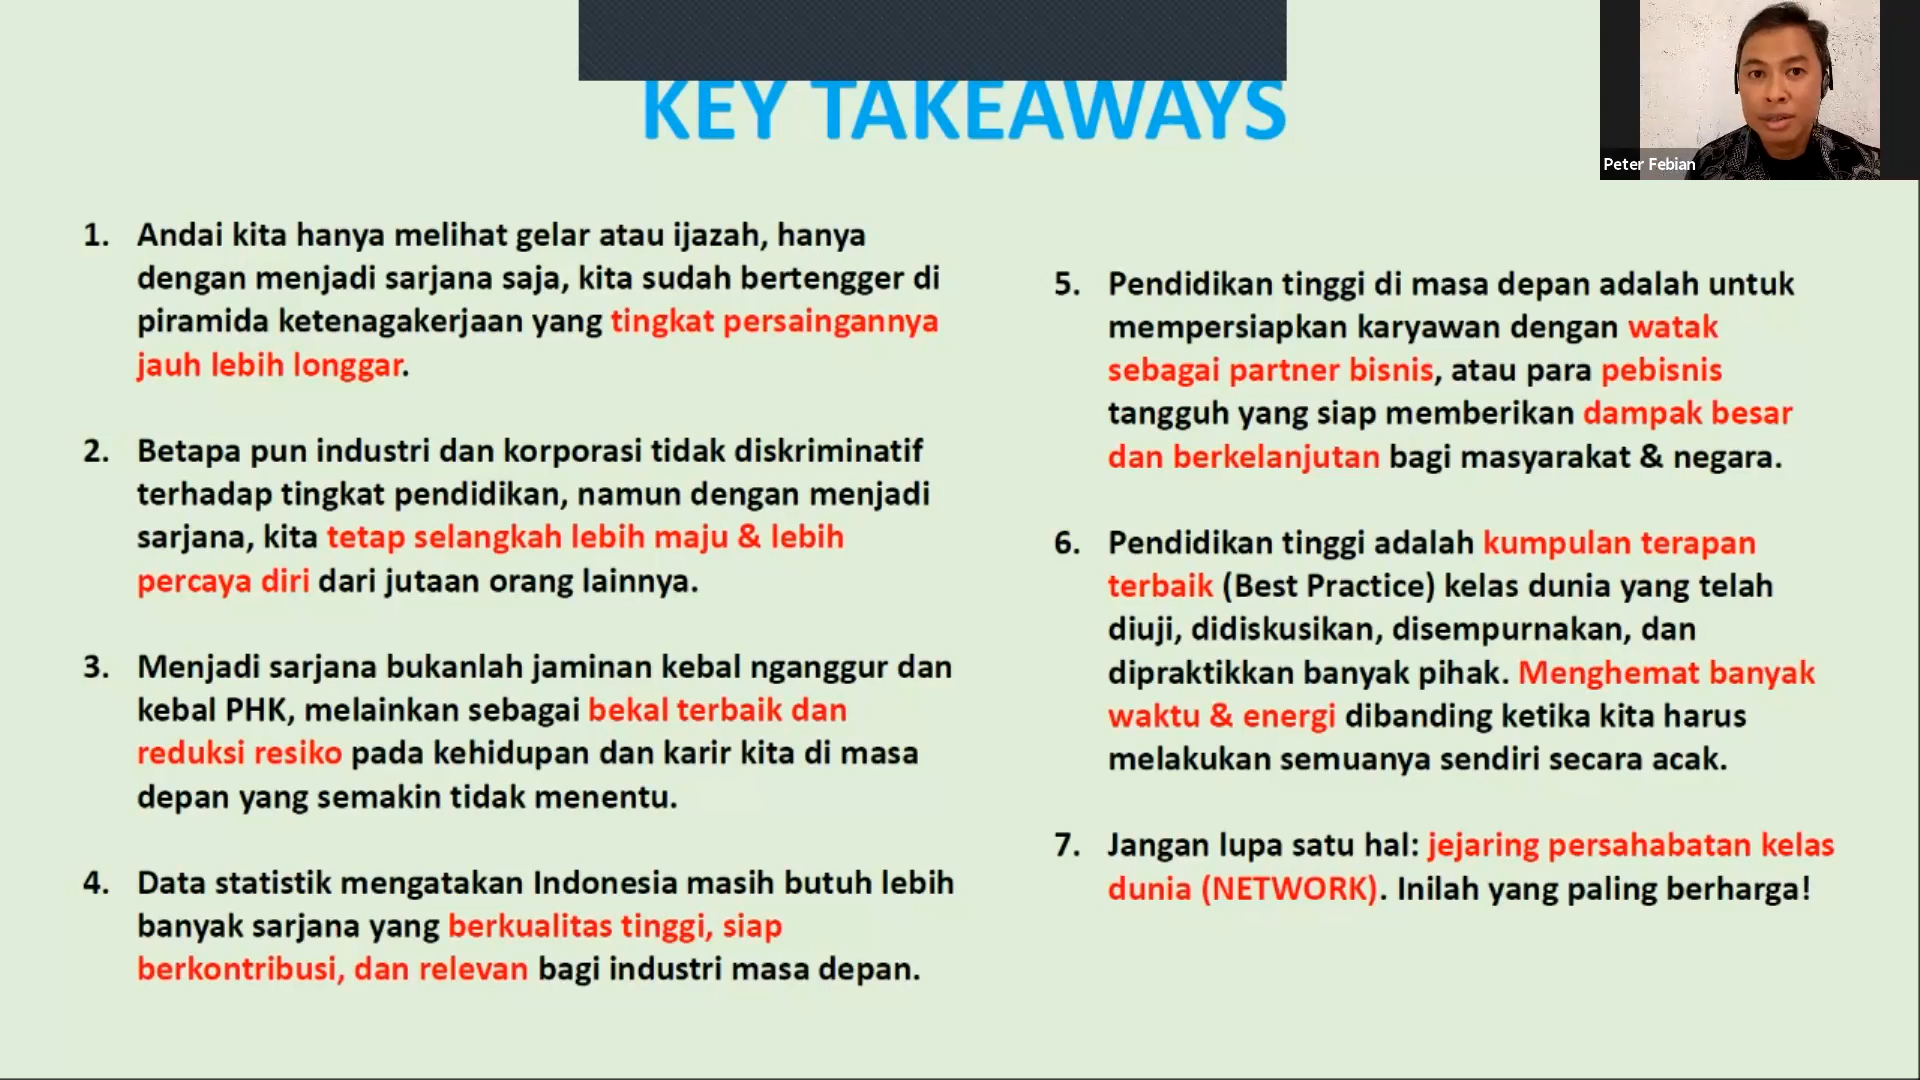 KEY TAKEAWAYS
Peter Febian
1. Andai kita hanya melihat gelar atau ijazah, hanya
dengan menjadi sarjana saja, kita sudah bertengger di
piramida ketenagakerjaan yang tingkat persaingannya
jauh lebih longgar.
2. Betapa pun industri dan korporasi tidak diskriminatif
terhadap tingkat pendidikan, namun dengan menjadi
sarjana, kita tetap selangkah lebih maju & lebih
percaya diri dari jutaan orang lainnya.
3. Menjadi sarjana bukanlah jaminan kebal nganggur dan
kebal PHK, melainkan sebagai bekal terbaik dan
reduksi resiko pada kehidupan dan karir kita di masa
depan yang semakin tidak menentu.
4. Data statistik mengatakan Indonesia masih butuh lebih
banyak sarjana yang berkualitas tinggi, siap
berkontribusi, dan relevan bagi industri masa depan.
5. Pendidikan tinggi di masa depan adalah untuk
mempersiapkan karyawan dengan watak
sebagai partner bisnis, atau para pebisnis
tangguh yang siap memberikan dampak besar
dan berkelanjutan bagi masyarakat & negara.
6. Pendidikan tinggi adalah kumpulan terapan
terbaik (Best Practice) kelas dunia yang telah
diuji, didiskusikan, disempurnakan, dan
dipraktikkan banyak pihak. Menghemat banyak
waktu & energi dibanding ketika kita harus
melakukan semuanya sendiri secara acak.
7. Jangan lupa satu hal: jejaring persahabatan kelas
dunia (NETWORK). Inilah yang paling berharga!